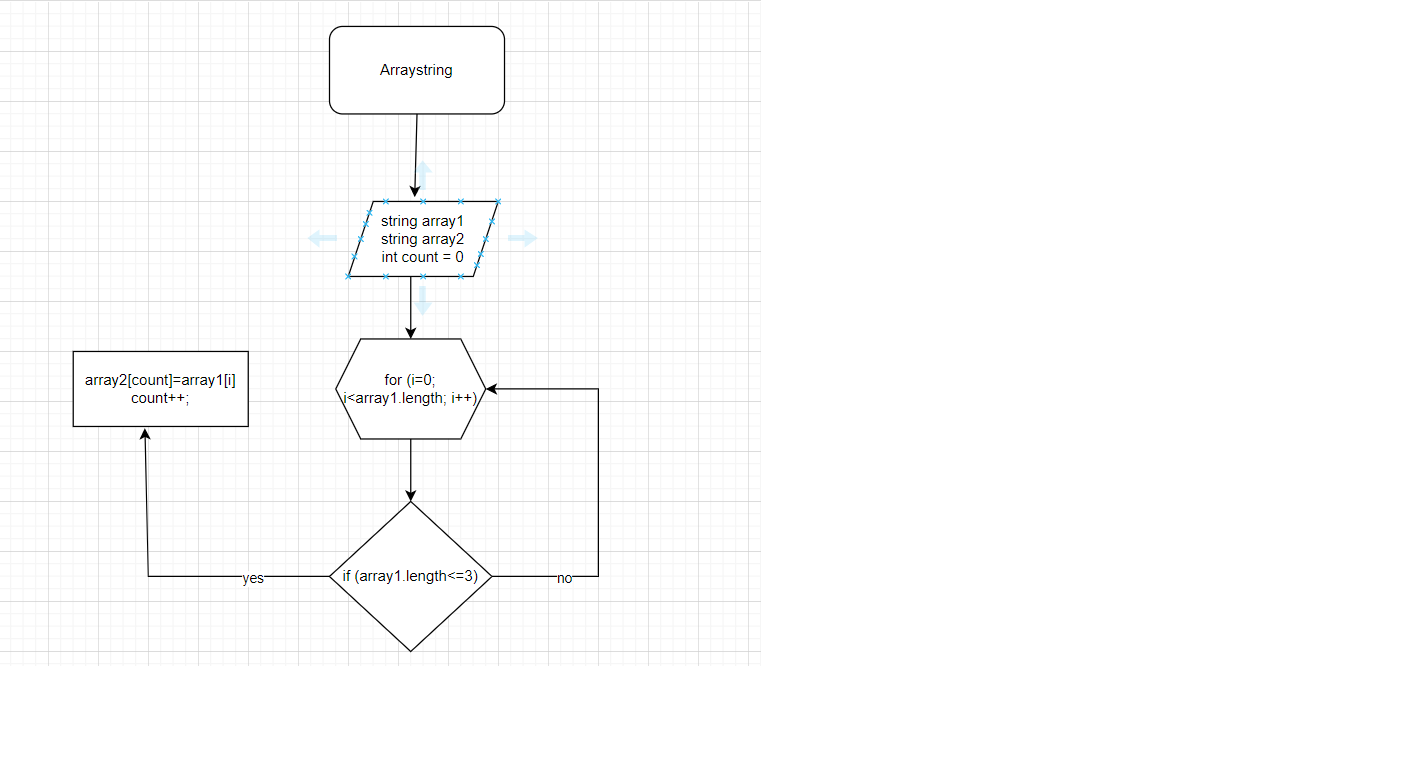 Arraystring
string array1
string array2
int count = 0
array2[count]=array1[i]
count++;
for (i=0;
i<array1.length; i++)
if (array1.length<=3)
yes
no